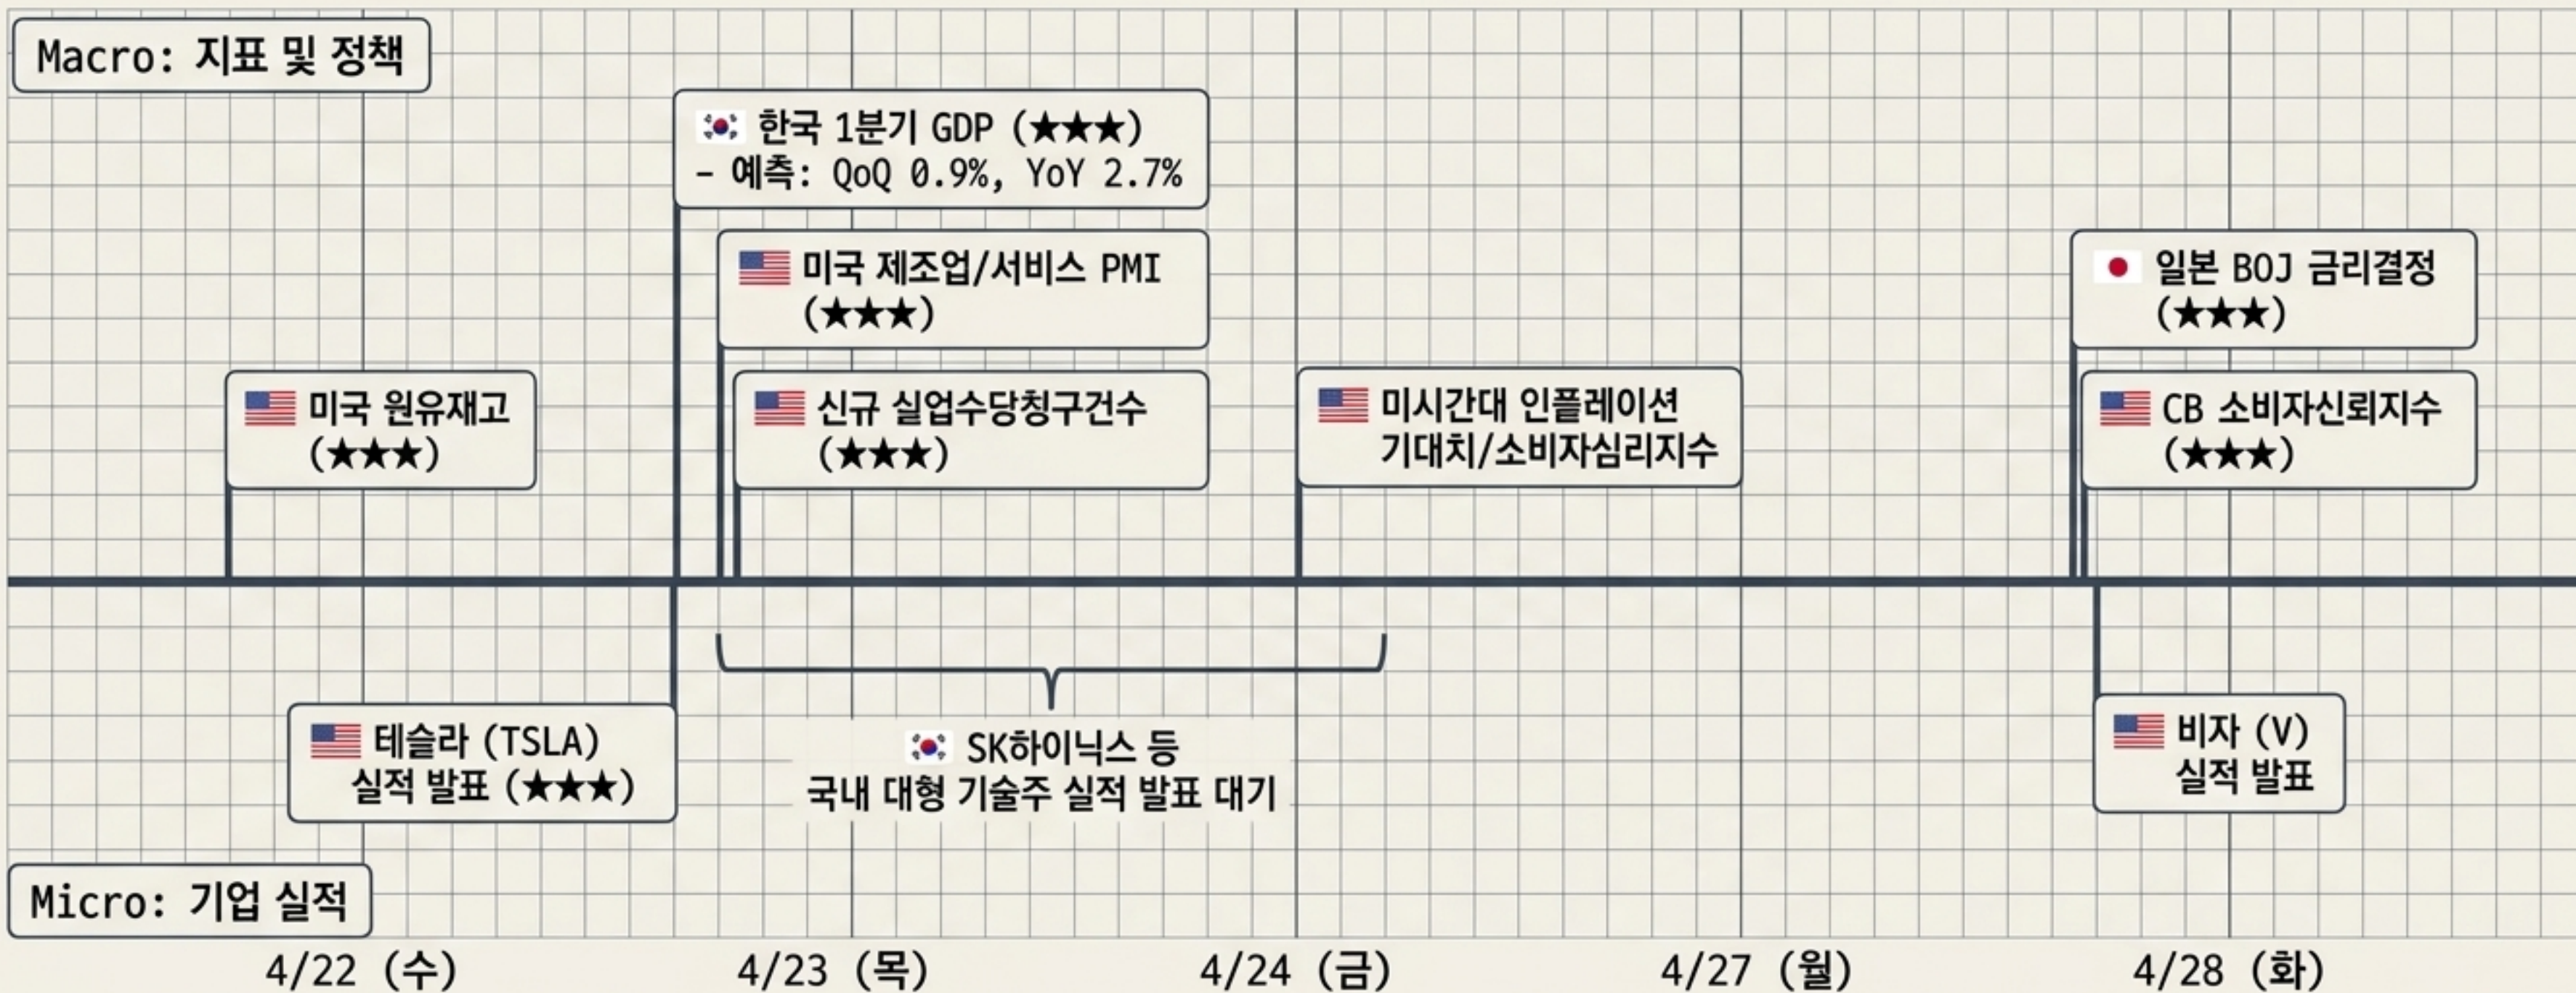 Macro: 지표 및 정책
한국 1분기 GDP (★★★)
- 예측: QoQ 0.9%, YoY 2.7%
미국 제조업/서비스 PMI
(★★★)
일본 BOJ 금리결정
(★★★)
미국 원유재고
(★★★)
신규 실업수당칭구건수
(★★★)
미시간대 인플레이션
기대치/소비자심리지수
CB 소비자신뢰지수
(★★★)
테슬라 (TSLA)
실적 발표 (★★★)
SK하이닉스 등
국내 대형 기술주 실적 발표 대기
비자 (V)
실적 발표
Micro: 기업 실적
4/22 (수)
4/23 (목)
4/24 (금)
4/27 (월)
4/28 (화)